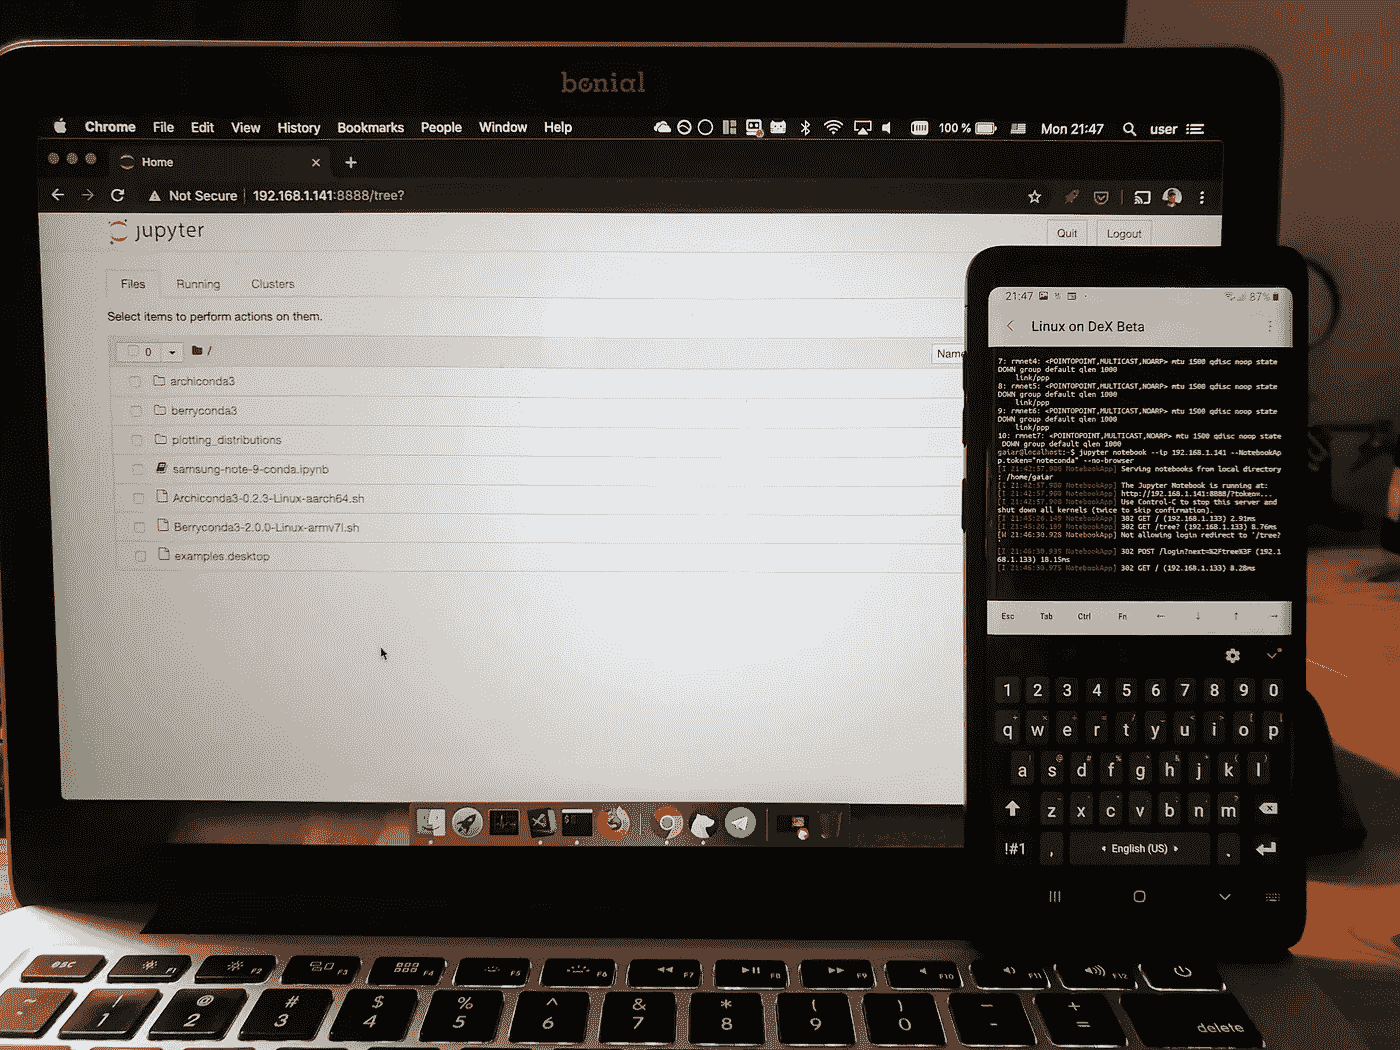 bonial
Chrome File Edit View History Bookmarks People Window Help 100 % Mon 21:47 user
Home
Not Secure 192.168.1.141:8888/tree?
jupyter Quit Logout
Files Running Clusters
Select items to perform actions on them.
0 / Name
archiconda3
berryconda3
plotting_distributions
samsung-note-9-conda.ipynb
Archiconda3-0.2.3-Linux-aarch64.sh
Berryconda3-2.0.0-Linux-armv7l.sh
examples.desktop
21:47 87%
Linux on DeX Beta
7: rmnet4: <POINTOPOINT,MULTICAST,NOARP> mtu 1500 qdisc noop state
DOWN group default qlen 1000
link/ppp
8: rmnet5: <POINTOPOINT,MULTICAST,NOARP> mtu 1500 qdisc noop state
DOWN group default qlen 1000
link/ppp
9: rmnet6: <POINTOPOINT,MULTICAST,NOARP> mtu 1500 qdisc noop state
DOWN group default qlen 1000
link/ppp
10: rmnet7: <POINTOPOINT,MULTICAST,NOARP> mtu 1500 qdisc noop state
DOWN group default qlen 1000
gaiar@localhost:~$ jupyter notebook --ip 192.168.1.141 --NotebookAp
p.token="noteconda" --no-browser
[I 21:42:57.900 NotebookApp] Serving notebooks from local directory
: /home/gaiar
[I 21:42:57.900 NotebookApp] The Jupyter Notebook is running at:
[I 21:42:57.900 NotebookApp] http://192.168.1.141:8888/?token=...
[I 21:42:57.900 NotebookApp] Use Control-C to stop this server and
shut down all kernels (twice to skip confirmation).
[I 21:45:26.149 NotebookApp] 302 GET / (192.168.1.133) 2.91ms
[I 21:45:26.169 NotebookApp] 302 GET /tree? (192.168.1.133) 8.76ms
[W 21:46:30.928 NotebookApp] Not allowing login redirect to '/tree?
'
[I 21:46:30.935 NotebookApp] 302 POST /login?next=%2Ftree%3F (192.1
68.1.133) 18.15ms
[I 21:46:30.975 NotebookApp] 302 GET / (192.168.1.133) 8.28ms
Esc Tab Ctrl Fn ← ↓ ↑ →
1 2 3 4 5 6 7 8 9 0
q w e r t y u i o p
a s d f g h j k l
z x c v b n m
!#1 , English (US) .
esc F1 F2 F3 F4 F5 F6 F7 F8 F9 F10 F11 F12
~ ! @ # $ % ^ & * ( ) — +
1 2 3 4 5 6 7 8 9 0 - = delete